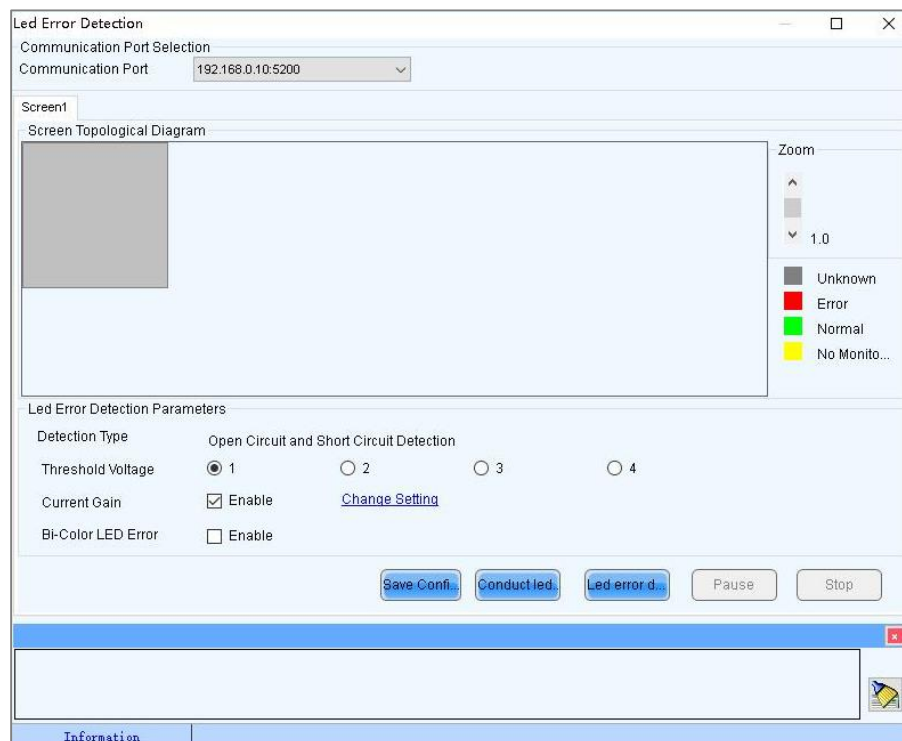 Led Error Detection
Communication Port Selection
Communication Port 192.168.0.10:5200
Screen1
Screen Topological Diagram
Zoom
1.0
Unknown
Error
Normal
No Monito...
Led Error Detection Parameters
Detection Type Open Circuit and Short Circuit Detection
Threshold Voltage 1 2 3 4
Current Gain Enable Change Setting
Bi-Color LED Error Enable
Save Confi... Conduct led.. Led error d... Pause Stop
Information